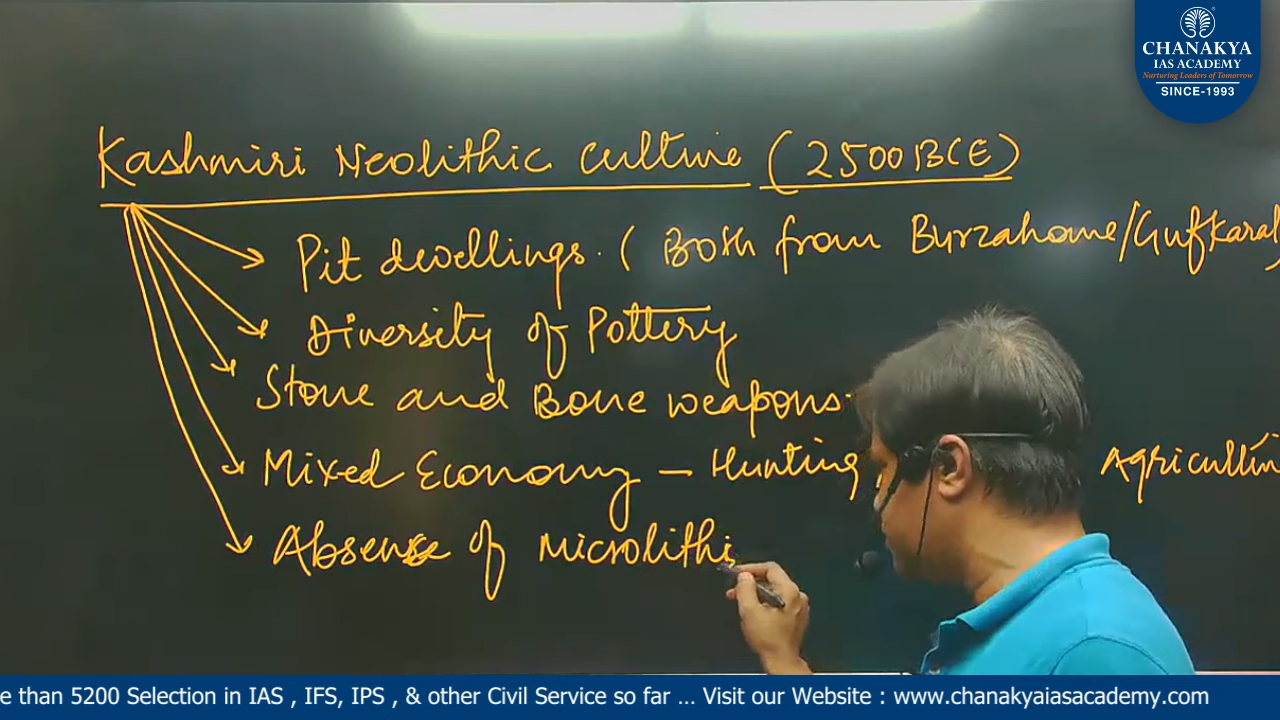 CHANAKYA
IAS ACADEMY
Nurturing Leaders of Tomorrow
SINCE-1993
Kashmiri Neolithic Culture (2500 BCE)
Pit dwellings. ( Both from Burzahome/Gufkaral)
Diversity of Pottery
Stone and Bone weapons.
Mixed Economy - Hunting,
Absense of Microlithi
e than 5200 Selection in IAS , IFS, IPS , & other Civil Service so far ... Visit our Website : www.chanakyaiasacademy.com